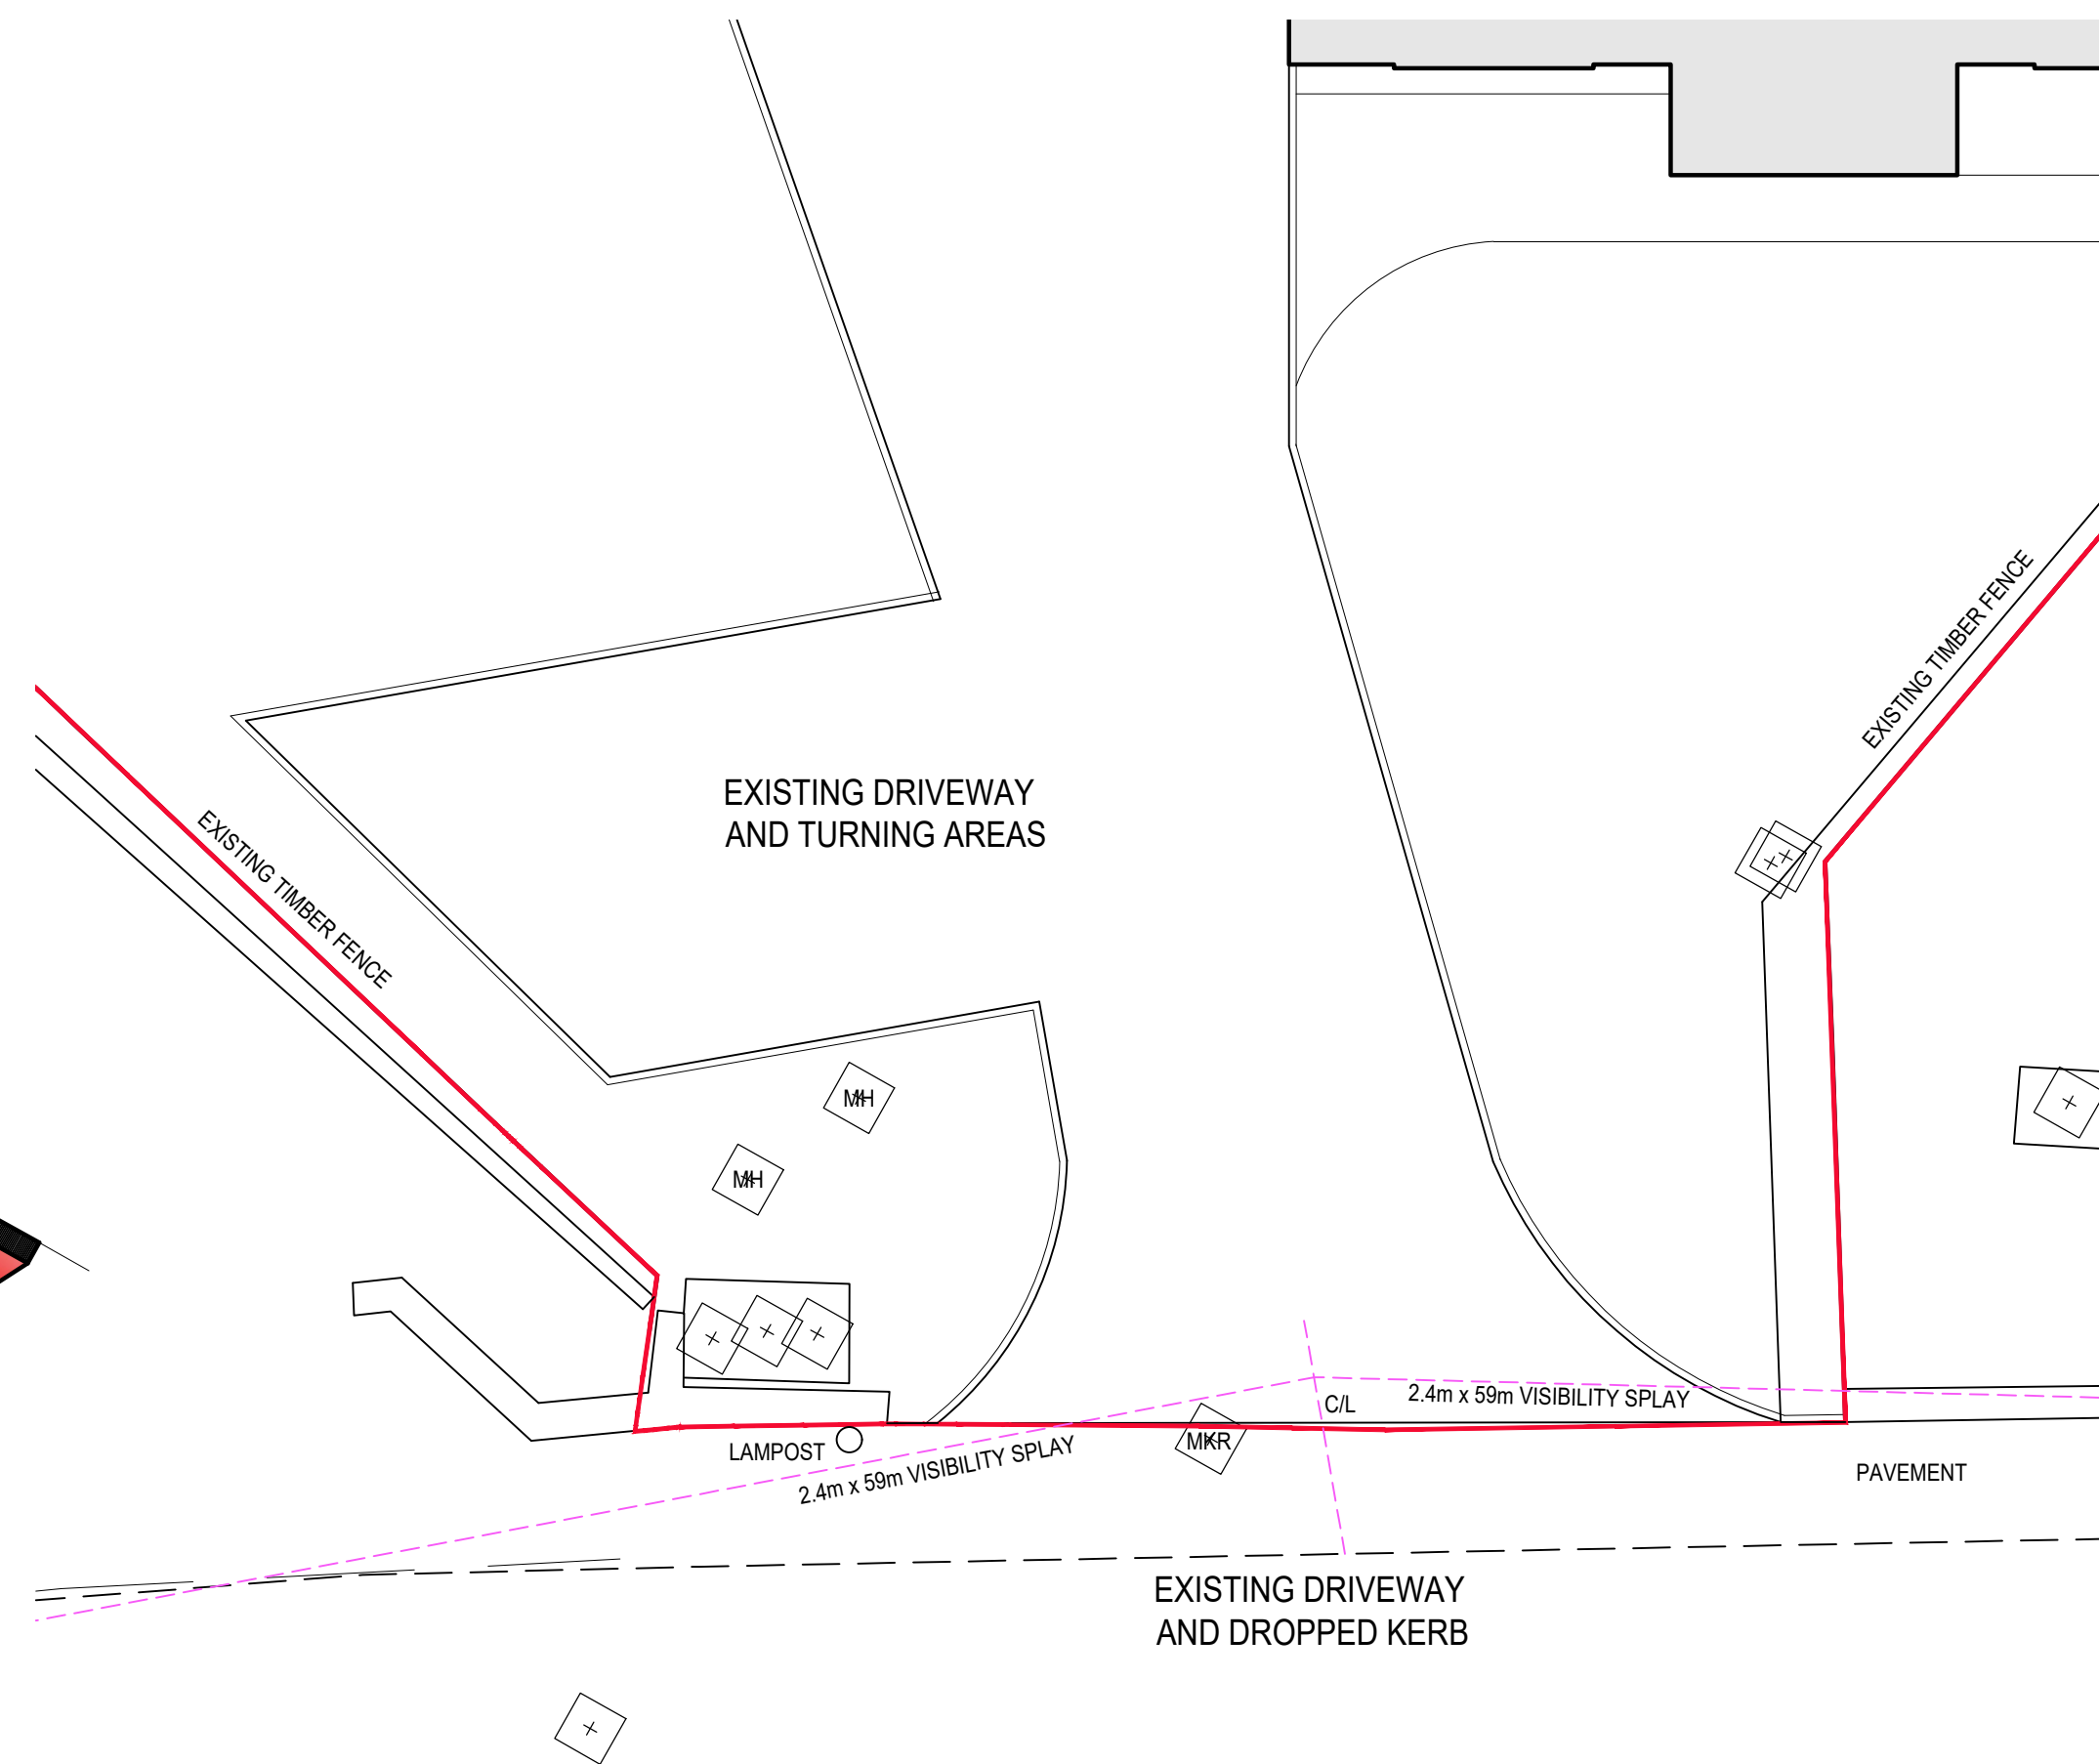 EXISTING TIMBER FENCE
EXISTING DRIVEWAY
AND TURNING AREAS
EXISTING TIMBER FENCE
MH
MH
C/L
2.4m x 59m VISIBILITY SPLAY
MKR
LAMPOST
2.4m x 59m VISIBILITY SPLAY
PAVEMENT
EXISTING DRIVEWAY
AND DROPPED KERB